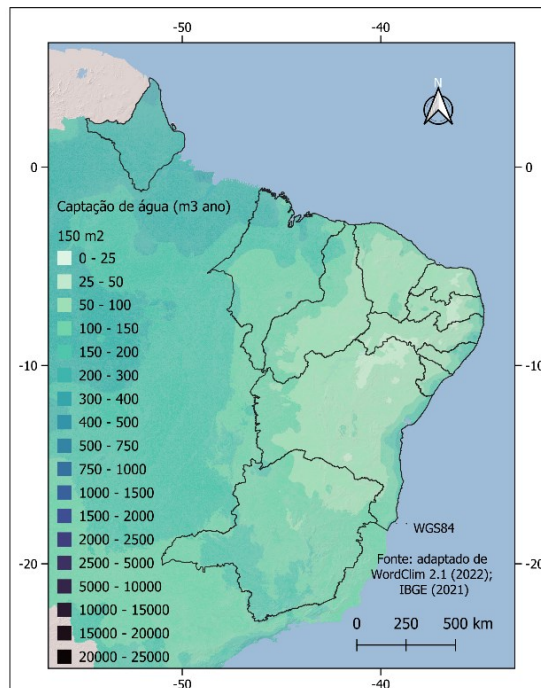 -50 -40
N
0 0
Captação de água (m3 ano)
150 m2
0 - 25
25 - 50
50 - 100
100 - 150
150 - 200
200 - 300
300 - 400
400 - 500
500 - 750
750 - 1000
1000 - 1500
1500 - 2000
2000 - 2500
2500 - 5000
5000 - 10000
10000 - 15000
15000 - 20000
20000 - 25000
-10 -10
WGS84
-20 -20
Fonte: adaptado de
WordClim 2.1 (2022);
IBGE (2021)
0 250 500 km
-50 -40